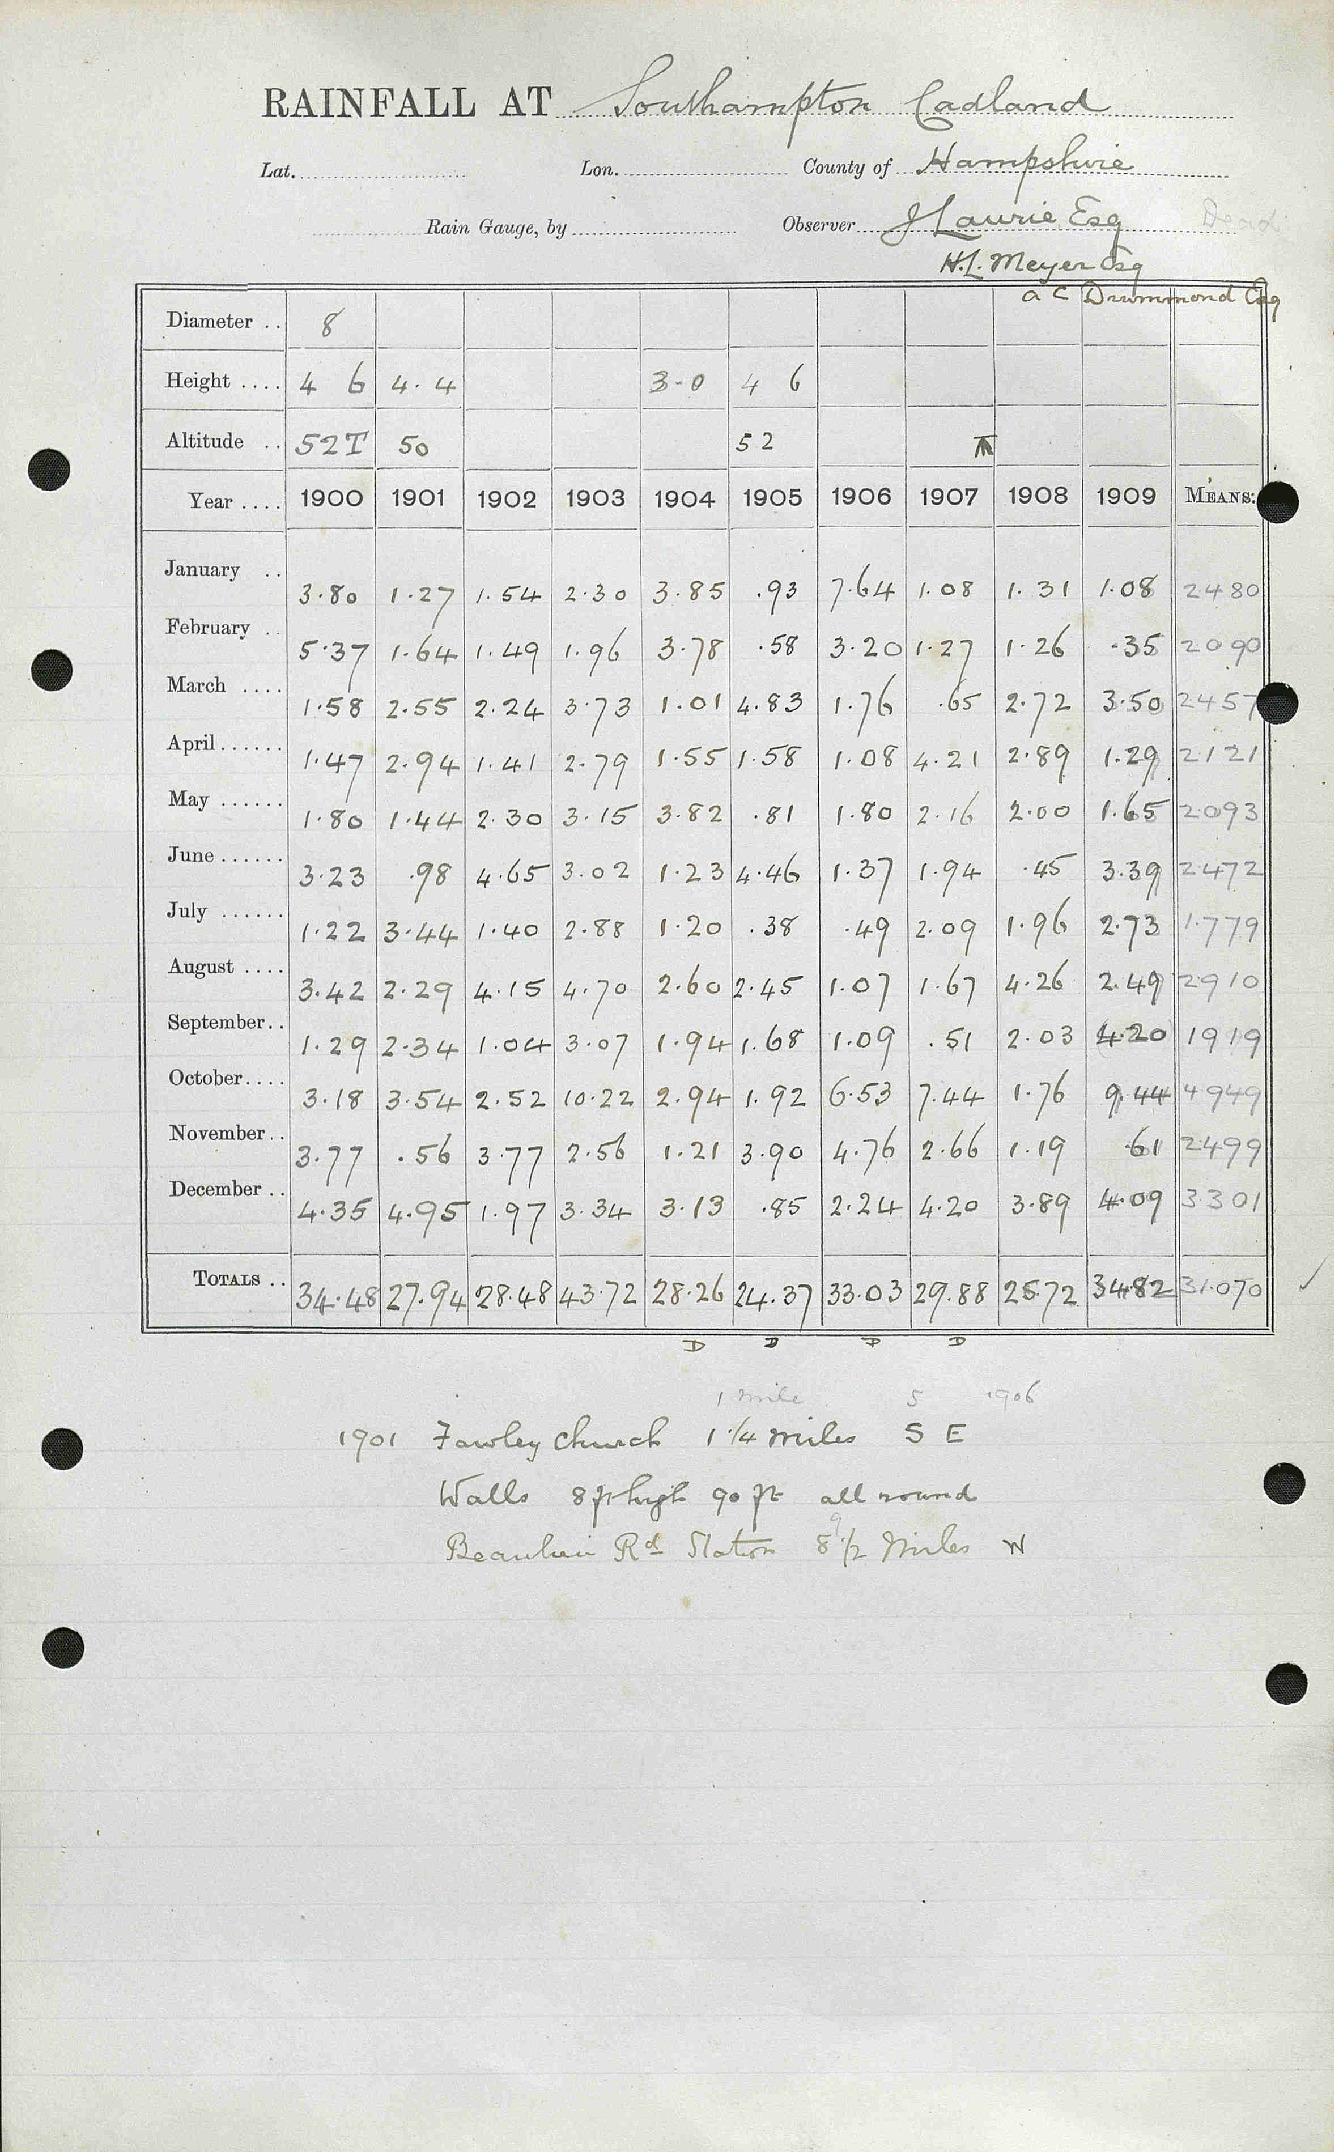 RAINFALL AT Southampton Cadland
Lat. Lon. County of Hampshire
Rain Gauge, by Observer J Laurie Esq Dead
H.L. Meyer Esq
A C Drummond Esq
Diameter .. 8
Height .... 4 6 4.4 3-0 4 6
Altitude .. 52T 50 52
Year .... 1900 1901 1902 1903 1904 1905 1906 1907 1908 1909 MEANS:
January .. 3.80 1.27 1.54 2.30 3.85 .93 7.64 1.08 1.31 1.08 2480
February .. 5.37 1.64 1.49 1.96 3.78 .58 3.20 1.27 1.26 .35 2090
March .... 1.58 2.55 2.24 3.73 1.01 4.83 1.76 .65 2.72 3.50 2457
April ...... 1.47 2.94 1.41 2.79 1.55 1.58 1.08 4.21 2.89 1.29 2121
May ...... 1.80 1.44 2.30 3.15 3.82 .81 1.80 2.16 2.00 1.65 2093
June ...... 3.23 .98 4.65 3.02 1.23 4.46 1.37 1.94 .45 3.39 2472
July ...... 1.22 3.44 1.40 2.88 1.20 .38 .49 2.09 1.96 2.73 1.779
August .... 3.42 2.29 4.15 4.70 2.60 2.45 1.07 1.67 4.26 2.49 2910
September.. 1.29 2.34 1.04 3.07 1.94 1.68 1.09 .51 2.03 4.20 1919
October.... 3.18 3.54 2.52 10.22 2.94 1.92 6.53 7.44 1.76 9.44 4949
November.. 3.77 .56 3.77 2.56 1.21 3.90 4.76 2.66 1.19 .61 2499
December .. 4.35 4.95 1.97 3.34 3.13 .85 2.24 4.20 3.89 4.09 3301
TOTALS .. 34.48 27.94 28.48 43.72 28.26 24.37 33.03 29.88 25.72 34.82 31.070
D D D D
1 mile S 1906
1901 Fawley Church 1 1/4 miles S E
Walls 8 ft high 90 ft all round
9
Beaulieu Rd Station 8 1/2 Miles W